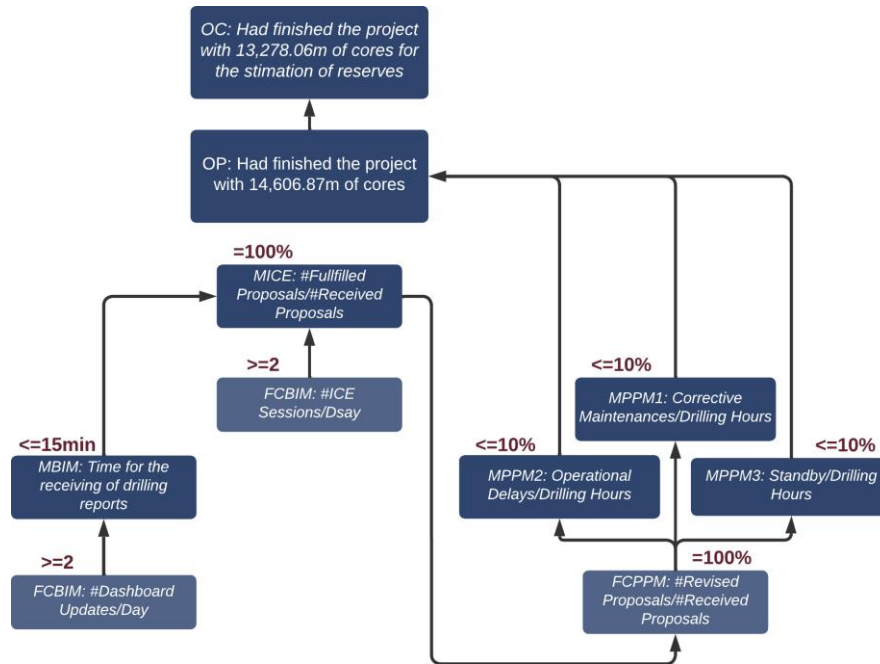 OC: Had finished the project
with 13,278.06m of cores for
the stimation of reserves
OP: Had finished the project
with 14,606.87m of cores
=100%
MICE: #Fullfilled
Proposals/#Received
Proposals
>=2
FCBIM: #ICE
Sessions/Dsay
<=10%
MPPM1: Corrective
Maintenances/Drilling Hours
<=15min
MBIM: Time for the
receiving of drilling
reports
<=10%
MPPM2: Operational
Delays/Drilling Hours
<=10%
MPPM3: Standby/Drilling
Hours
>=2
FCBIM: #Dashboard
Updates/Day
=100%
FCPPM: #Revised
Proposals/#Received
Proposals